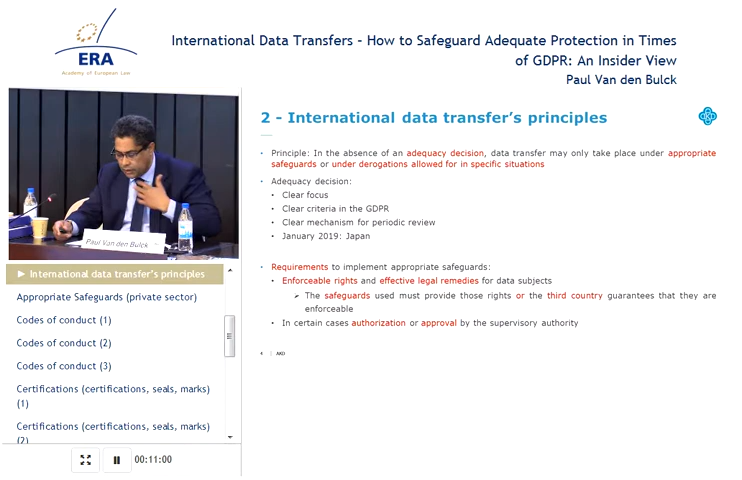 ERA
Academy of European Law
International Data Transfers – How to Safeguard Adequate Protection in Times
of GDPR: An Insider View
Paul Van den Bulck
Paul Van den Bulck
► International data transfer's principles
Appropriate Safeguards (private sector)
Codes of conduct (1)
Codes of conduct (2)
Codes of conduct (3)
Certifications (certifications, seals, marks)
(1)
Certifications (certifications, seals, marks)
(2)
00:11:00
2 - International data transfer's principles
AKD
• Principle: In the absence of an adequacy decision, data transfer may only take place under appropriate
safeguards or under derogations allowed for in specific situations
• Adequacy decision:
• Clear focus
• Clear criteria in the GDPR
• Clear mechanism for periodic review
• January 2019: Japan
• Requirements to implement appropriate safeguards:
• Enforceable rights and effective legal remedies for data subjects
➢ The safeguards used must provide those rights or the third country guarantees that they are
enforceable
• In certain cases authorization or approval by the supervisory authority
4 | AKD